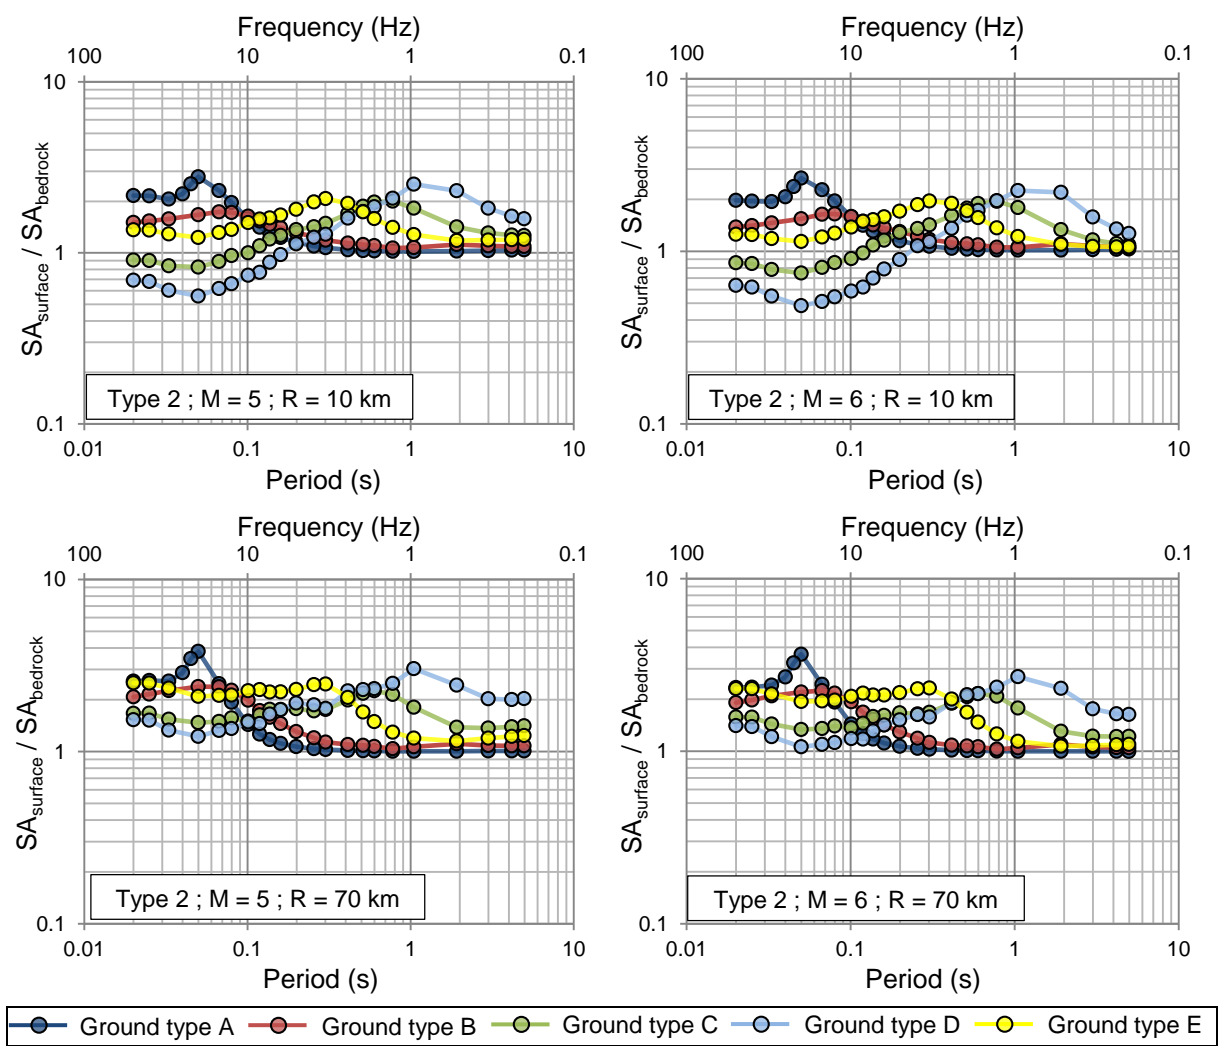 Frequency (Hz)
100 10 1 0.1
10
1
0.1
SAsurface / SAbedrock
Type 2 ; M = 5 ; R = 10 km
0.01 0.1 1 10
Period (s)
Frequency (Hz)
100 10 1 0.1
10
1
0.1
SAsurface / SAbedrock
Type 2 ; M = 6 ; R = 10 km
0.01 0.1 1 10
Period (s)
Frequency (Hz)
100 10 1 0.1
10
1
0.1
SAsurface / SAbedrock
Type 2 ; M = 5 ; R = 70 km
0.01 0.1 1 10
Period (s)
Frequency (Hz)
100 10 1 0.1
10
1
0.1
SAsurface / SAbedrock
Type 2 ; M = 6 ; R = 70 km
0.01 0.1 1 10
Period (s)
Ground type A Ground type B Ground type C Ground type D Ground type E